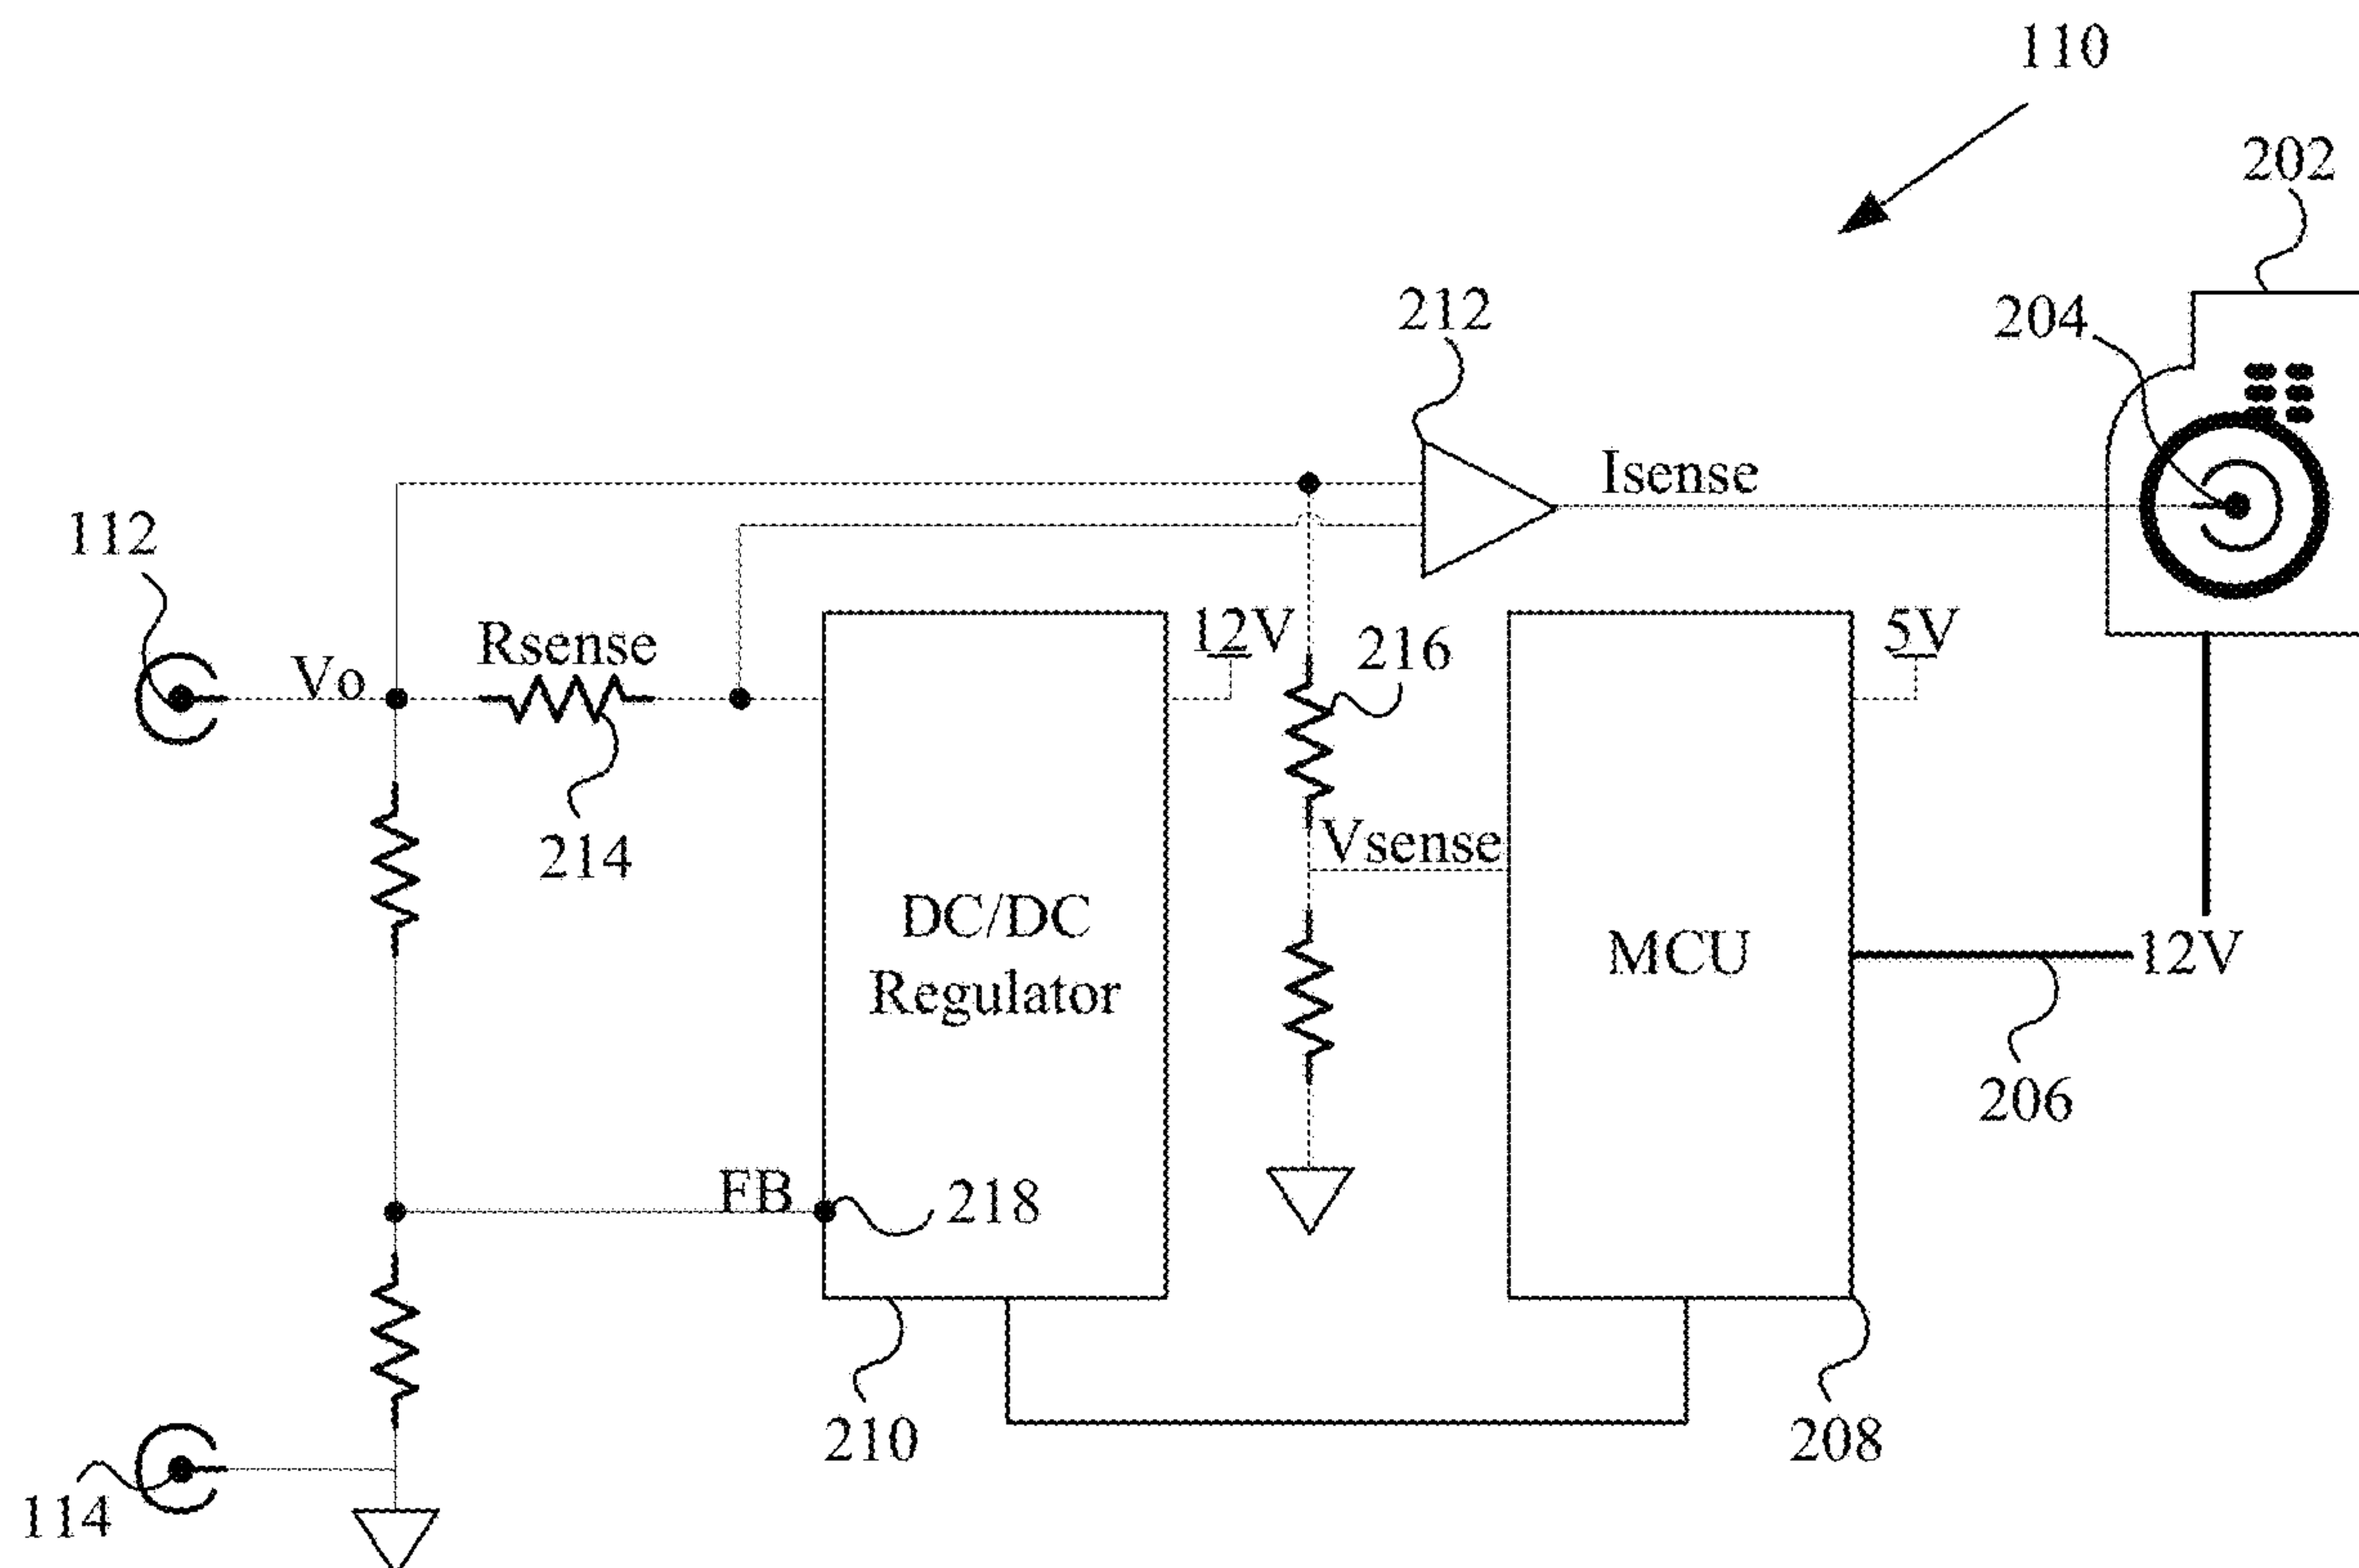 110
202
204
212
Isense
112
Rsense
Vo
12V
216
5V
214
Vsense
DC/DC
Regulator
MCU
12V
206
FB
218
210
208
114